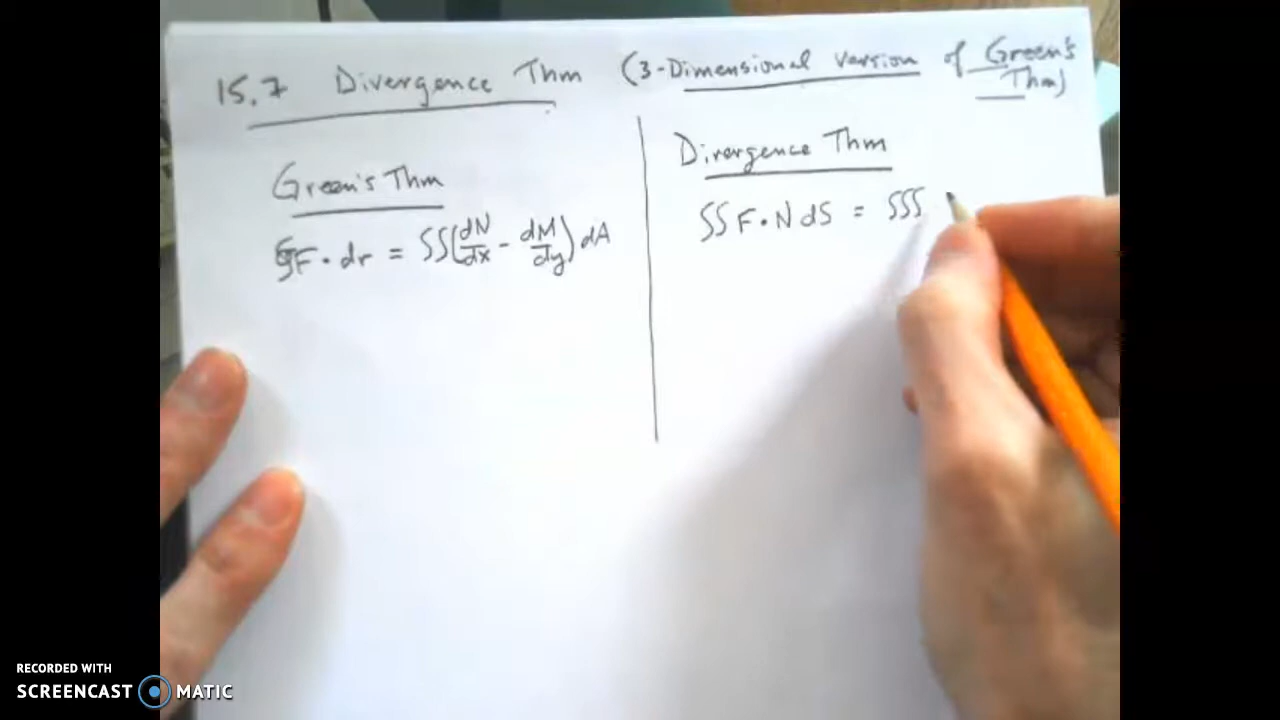 15.7 Divergence Thm (3-Dimensional version of Green's
Thm)
Green's Thm
∮F · dr = ∫∫(dN/dx - dM/dy) dA
Divergence Thm
∫∫ F · N dS = ∫∫∫
RECORDED WITH
SCREENCAST MATIC